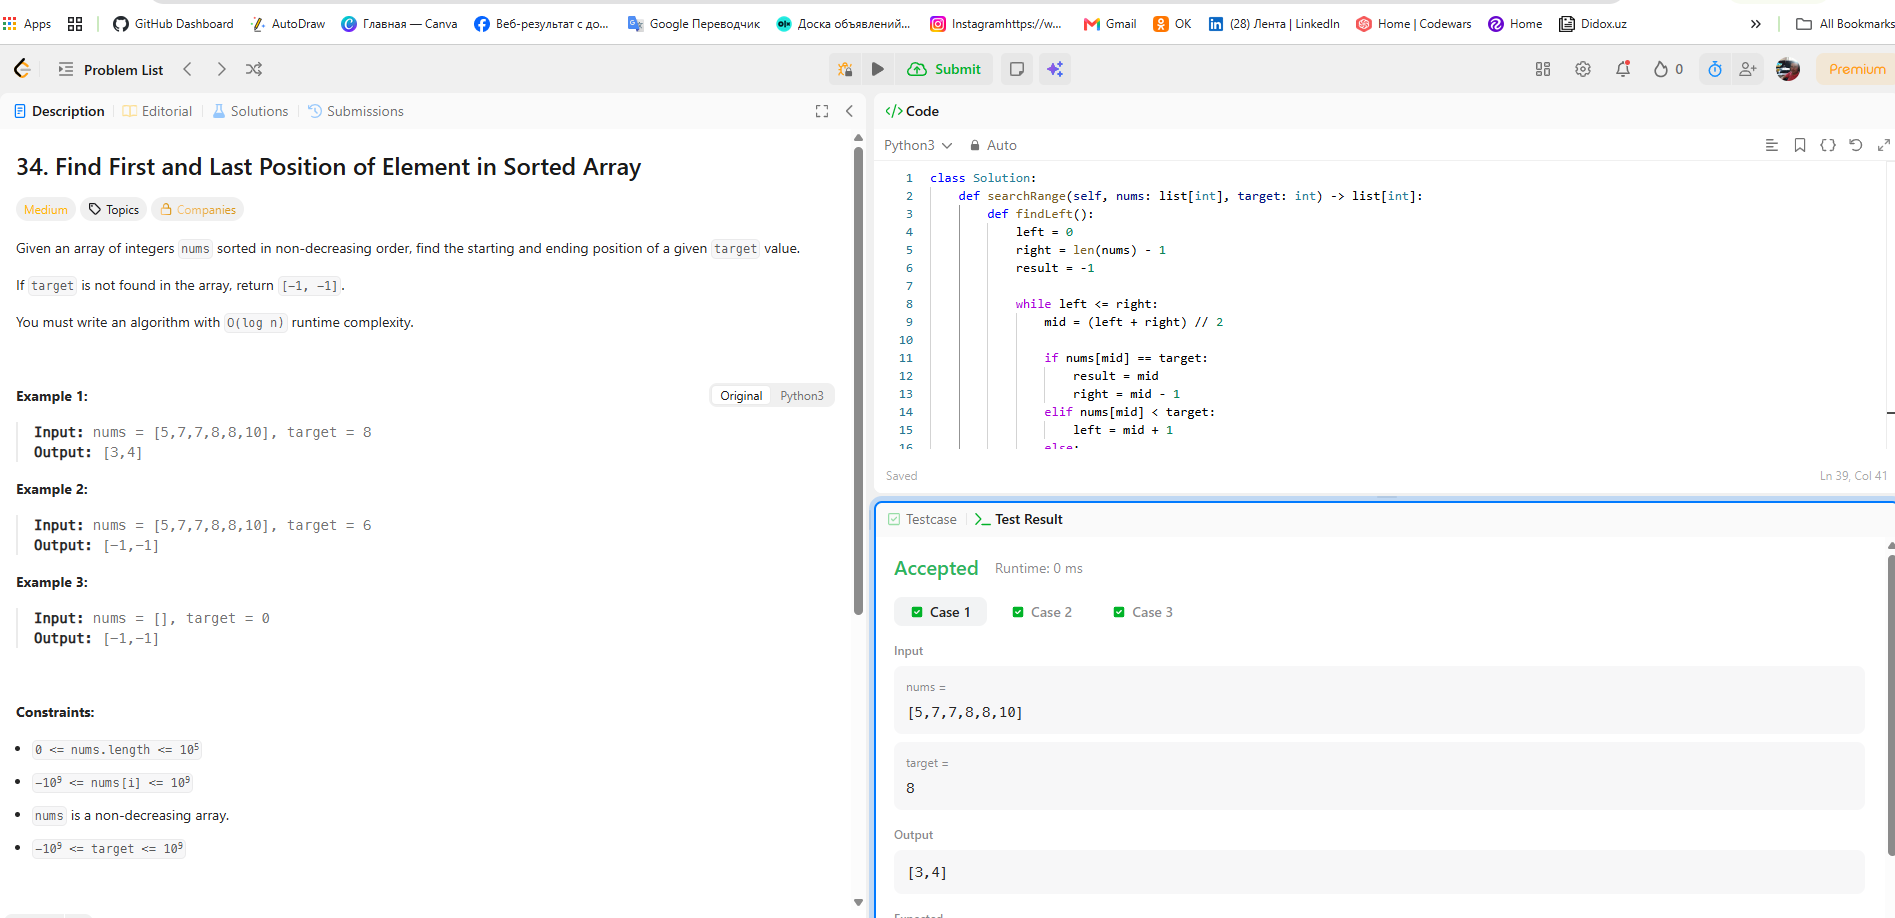 Apps
GitHub Dashboard
AutoDraw
Главная — Canva
Веб-результат с до...
Google Переводчик
Доска объявлений...
Instagramhttps://w...
Gmail
OK
(28) Лента | LinkedIn
Home | Codewars
Home
Didox.uz
All Bookmarks
Problem List
Submit
0
Premium
Description
Editorial
Solutions
Submissions
34. Find First and Last Position of Element in Sorted Array
Medium
Topics
Companies
Given an array of integers nums sorted in non-decreasing order, find the starting and ending position of a given target value.
If target is not found in the array, return [-1, -1].
You must write an algorithm with O(log n) runtime complexity.
Example 1:
Original Python3
Input: nums = [5,7,7,8,8,10], target = 8
Output: [3,4]
Example 2:
Input: nums = [5,7,7,8,8,10], target = 6
Output: [-1,-1]
Example 3:
Input: nums = [], target = 0
Output: [-1,-1]
Constraints:
• 0 <= nums.length <= 10⁵
• -10⁹ <= nums[i] <= 10⁹
• nums is a non-decreasing array.
• -10⁹ <= target <= 10⁹
</> Code
Python3
Auto
1 class Solution:
2     def searchRange(self, nums: list[int], target: int) -> list[int]:
3         def findLeft():
4             left = 0
5             right = len(nums) - 1
6             result = -1
7
8             while left <= right:
9                 mid = (left + right) // 2
10
11                 if nums[mid] == target:
12                     result = mid
13                     right = mid - 1
14                 elif nums[mid] < target:
15                     left = mid + 1
16                 else:
Saved
Ln 39, Col 41
Testcase
>_ Test Result
Accepted
Runtime: 0 ms
Case 1
Case 2
Case 3
Input
nums =
[5,7,7,8,8,10]
target =
8
Output
[3,4]
Expected